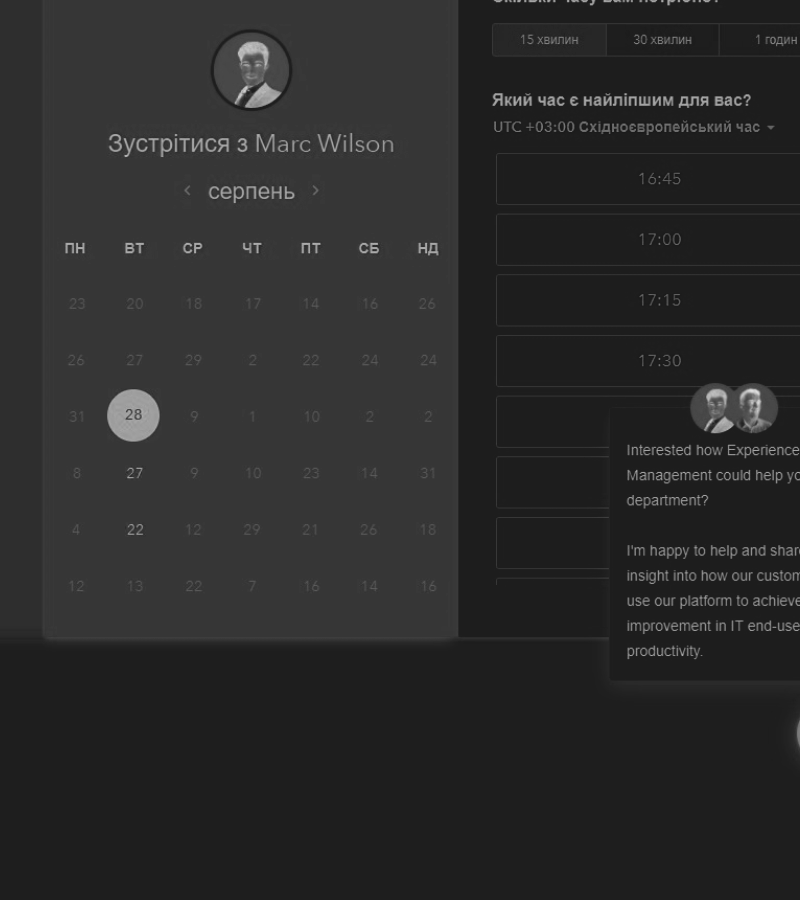 Зустрітися з Marc Wilson
серпень
ПН ВТ СР ЧТ ПТ СБ НД
23 20 18 17 14 16 26
26 27 29 2 22 24 24
31 28 9 1 10 2 2
8 27 9 10 23 14 31
4 22 12 29 21 26 18
12 13 22 7 16 14 16
Скільки часу вам потрібно?
15 хвилин 30 хвилин 1 годин
Який час є найліпшим для вас?
UTC +03:00 Східноєвропейський час
16:45
17:00
17:15
17:30
Interested how Experience
Management could help yo
department?
I'm happy to help and shar
insight into how our custom
use our platform to achieve
improvement in IT end-use
productivity.